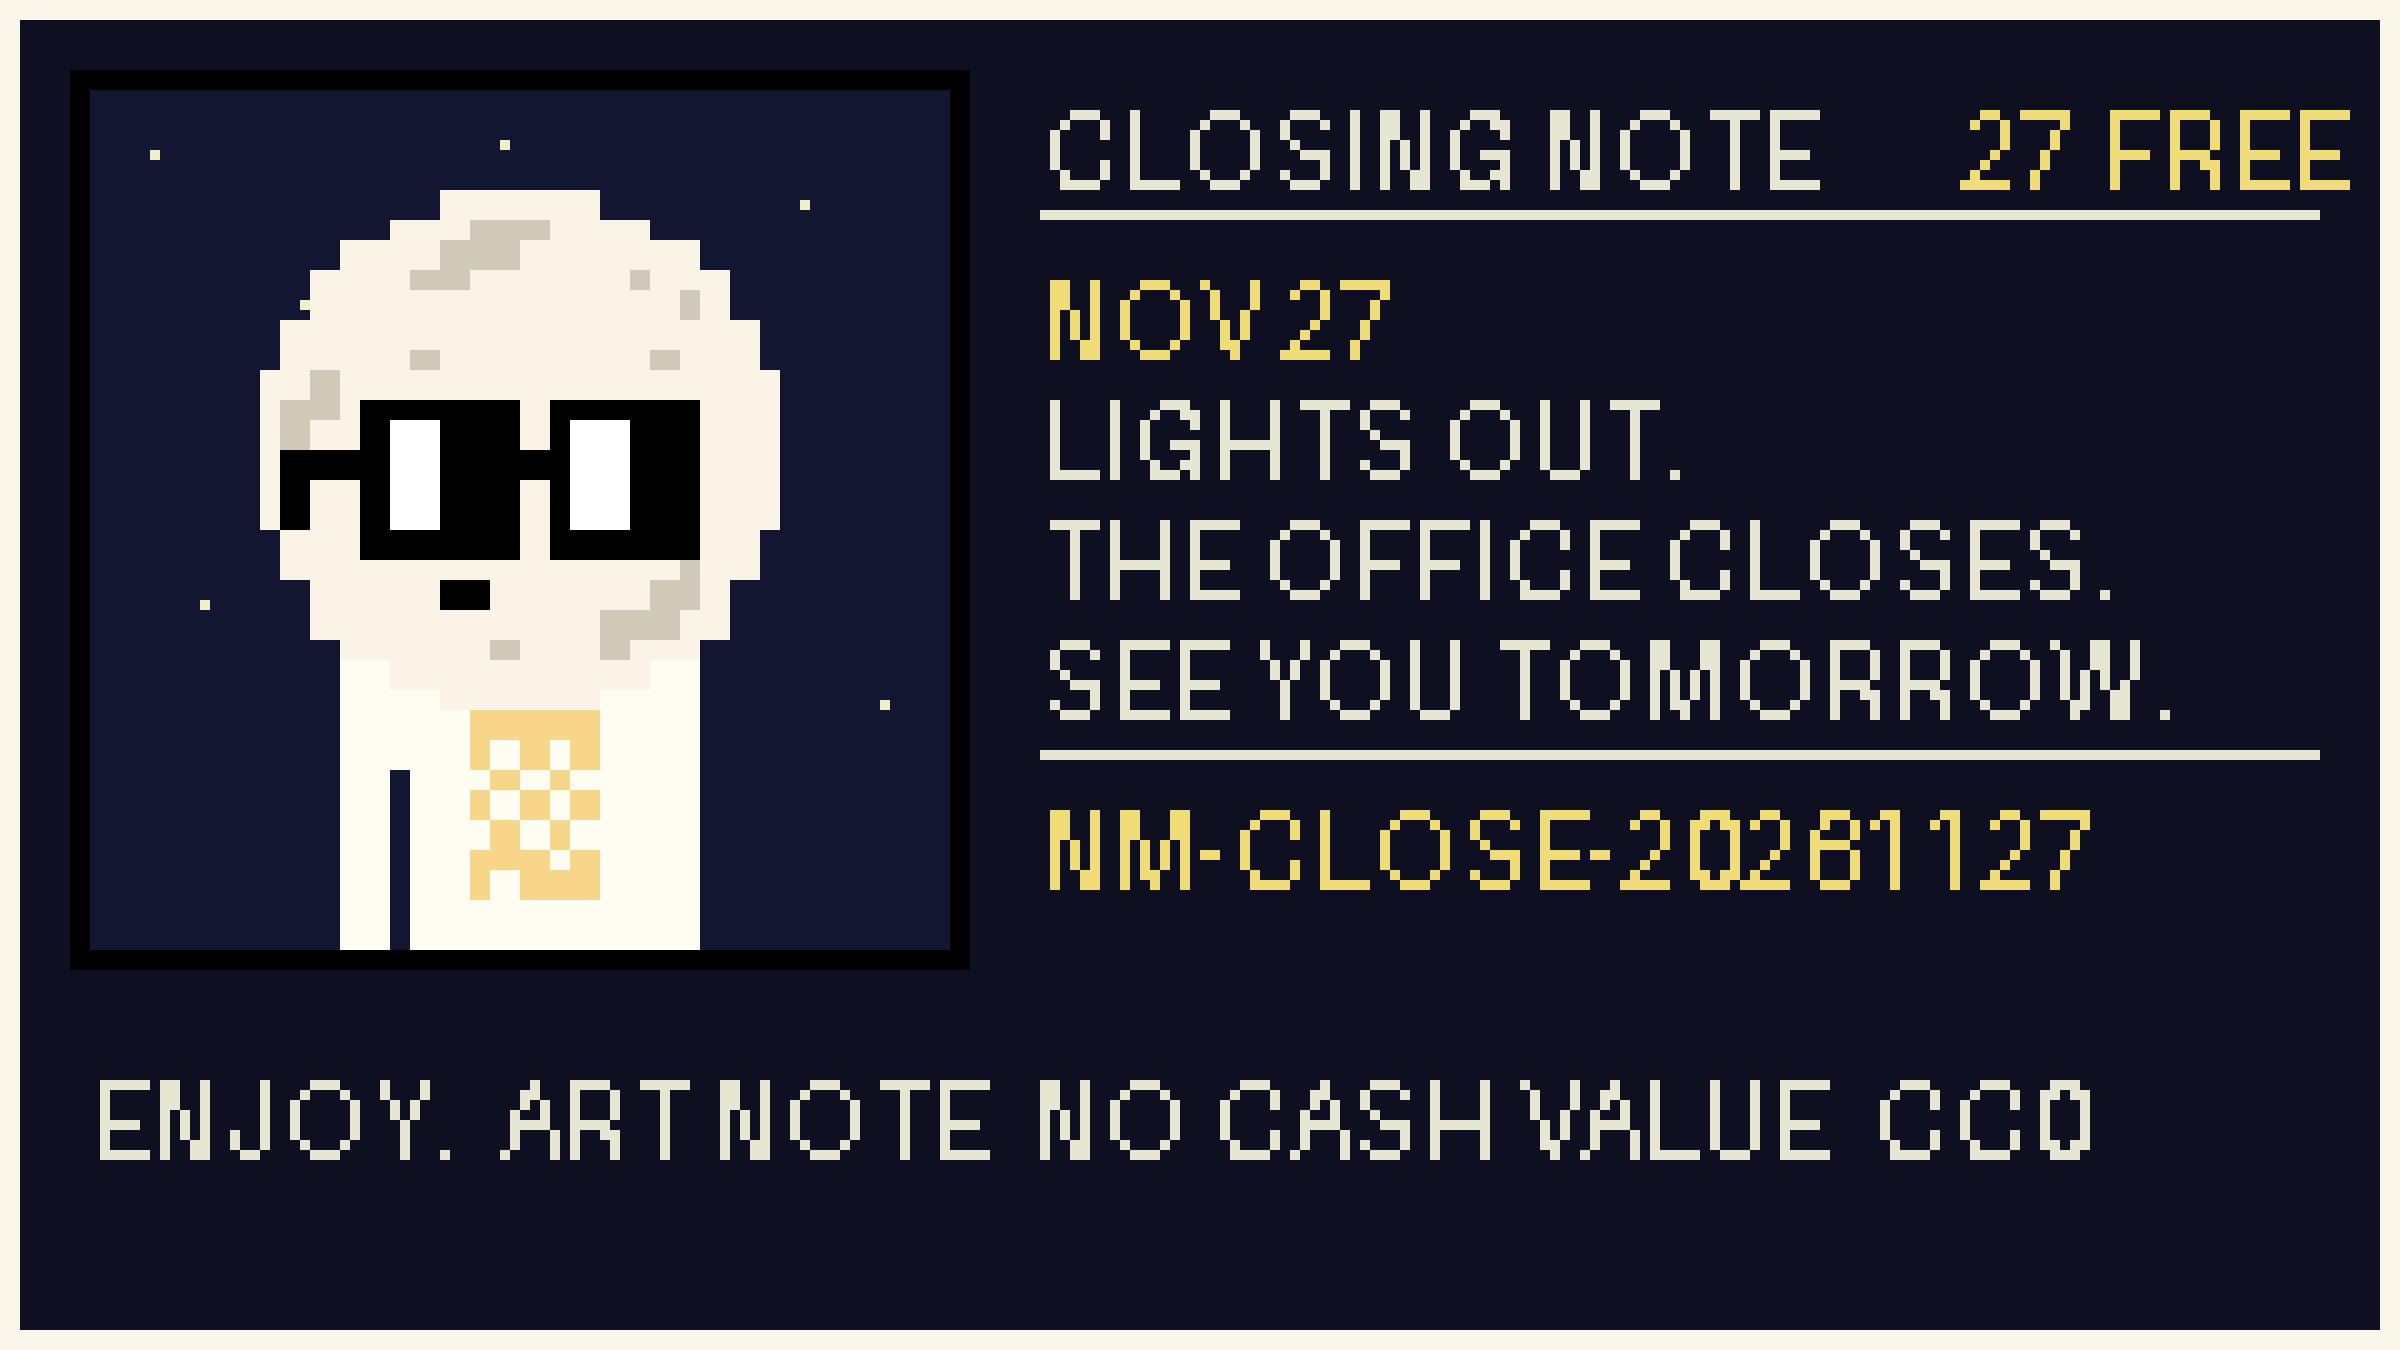 CLOSING NOTE 27 FREE
NOV 27
LIGHTS OUT.
THE OFFICE CLOSES.
SEE YOU TOMORROW.
NM-CLOSE-20261127
ENJOY. ART NOTE NO CASH VALUE CC0